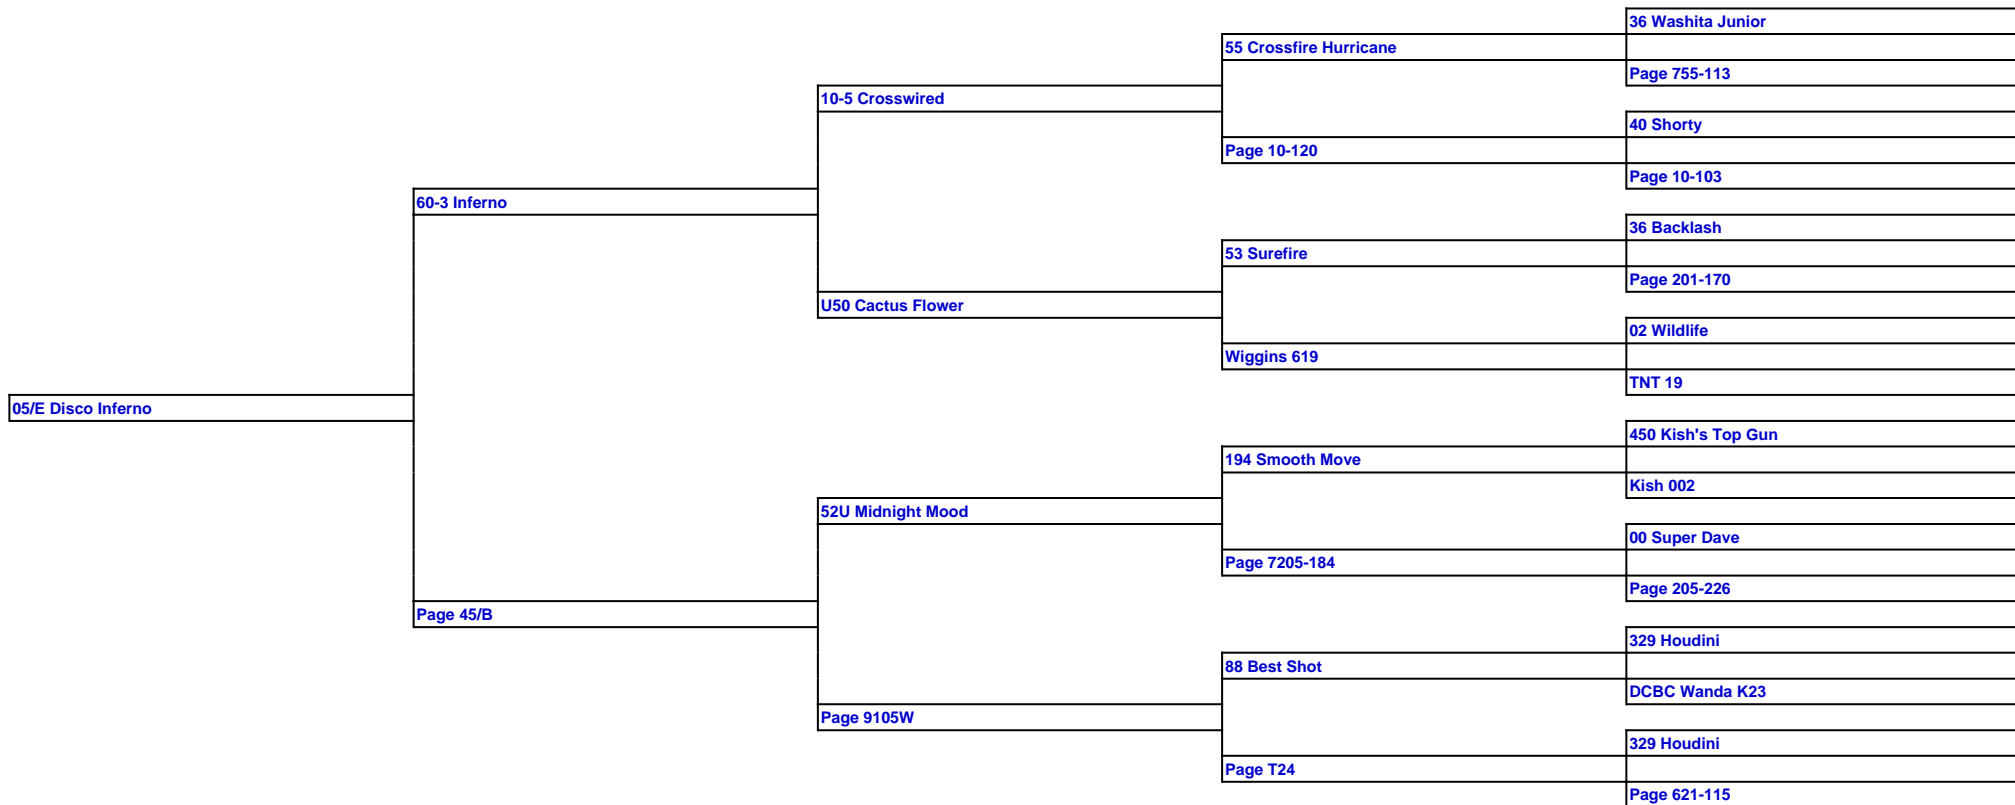 36 Washita Junior
55 Crossfire Hurricane
Page 755-113
10-5 Crosswired
40 Shorty
Page 10-120
Page 10-103
60-3 Inferno
36 Backlash
53 Surefire
Page 201-170
U50 Cactus Flower
02 Wildlife
Wiggins 619
TNT 19
05/E Disco Inferno
450 Kish's Top Gun
194 Smooth Move
Kish 002
52U Midnight Mood
00 Super Dave
Page 7205-184
Page 205-226
Page 45/B
329 Houdini
88 Best Shot
DCBC Wanda K23
Page 9105W
329 Houdini
Page T24
Page 621-115